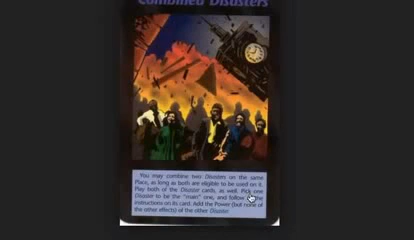 Combined Disasters
You may combine two Disasters on the same
Place, as long as both are eligible to be used on it.
Play both of the Disaster cards, as well. Pick one
Disaster to be the "main" one, and follow the
instructions on its card. Add the Power (but none of
the other effects) of the other Disaster